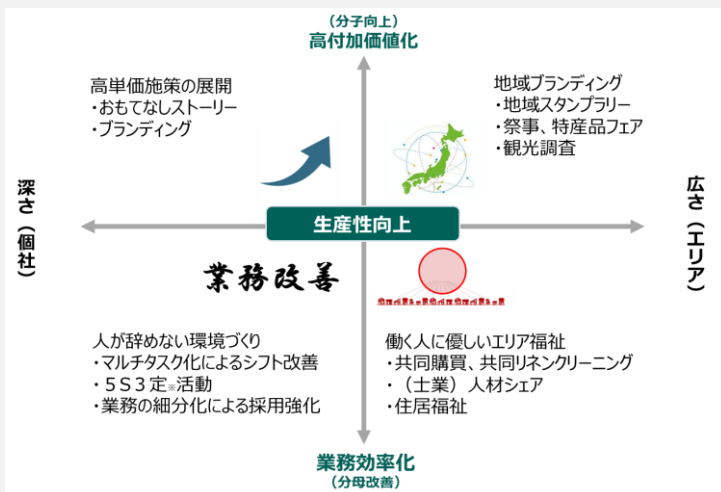 （分子向上）
高付加価値化
高単価施策の展開
・おもてなしストーリー
・ブランディング
地域ブランディング
・地域スタンプラリー
・祭事、特産品フェア
・観光調査
深さ（個社）
生産性向上
広さ（エリア）
業務改善
人が辞めない環境づくり
・マルチタスク化によるシフト改善
・５Ｓ３定※活動
・業務の細分化による採用強化
働く人に優しいエリア福祉
・共同購買、共同リネンクリーニング
・（士業）人材シェア
・住居福祉
業務効率化
（分母改善）